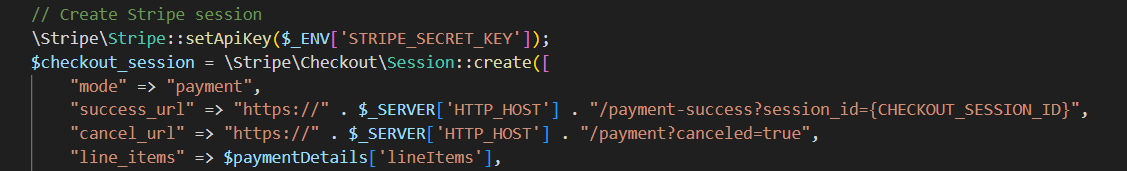 // Create Stripe session
\Stripe\Stripe::setApiKey($_ENV['STRIPE_SECRET_KEY']);
$checkout_session = \Stripe\Checkout\Session::create([
"mode" => "payment",
"success_url" => "https://" . $_SERVER['HTTP_HOST'] . "/payment-success?session_id={CHECKOUT_SESSION_ID}",
"cancel_url" => "https://" . $_SERVER['HTTP_HOST'] . "/payment?canceled=true",
"line_items" => $paymentDetails['lineItems'],